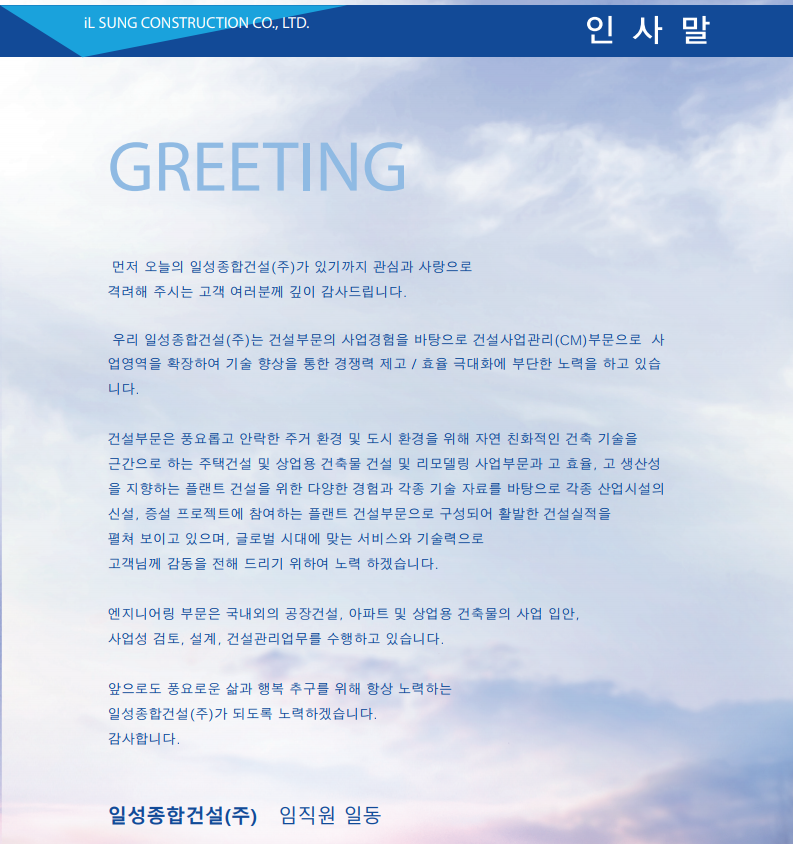 iL SUNG CONSTRUCTION CO., LTD.
인 사 말
GREETING
먼저 오늘의 일성종합건설(주)가 있기까지 관심과 사랑으로
격려해 주시는 고객 여러분께 깊이 감사드립니다.
우리 일성종합건설(주)는 건설부문의 사업경험을 바탕으로 건설사업관리(CM)부문으로 사
업영역을 확장하여 기술 향상을 통한 경쟁력 제고 / 효율 극대화에 부단한 노력을 하고 있습
니다.
건설부문은 풍요롭고 안락한 주거 환경 및 도시 환경을 위해 자연 친화적인 건축 기술을
근간으로 하는 주택건설 및 상업용 건축물 건설 및 리모델링 사업부문과 고 효율, 고 생산성
을 지향하는 플랜트 건설을 위한 다양한 경험과 각종 기술 자료를 바탕으로 각종 산업시설의
신설, 증설 프로젝트에 참여하는 플랜트 건설부문으로 구성되어 활발한 건설실적을
펼쳐 보이고 있으며, 글로벌 시대에 맞는 서비스와 기술력으로
고객님께 감동을 전해 드리기 위하여 노력 하겠습니다.
엔지니어링 부문은 국내외의 공장건설, 아파트 및 상업용 건축물의 사업 입안,
사업성 검토, 설계, 건설관리업무를 수행하고 있습니다.
앞으로도 풍요로운 삶과 행복 추구를 위해 항상 노력하는
일성종합건설(주)가 되도록 노력하겠습니다.
감사합니다.
일성종합건설(주) 임직원 일동